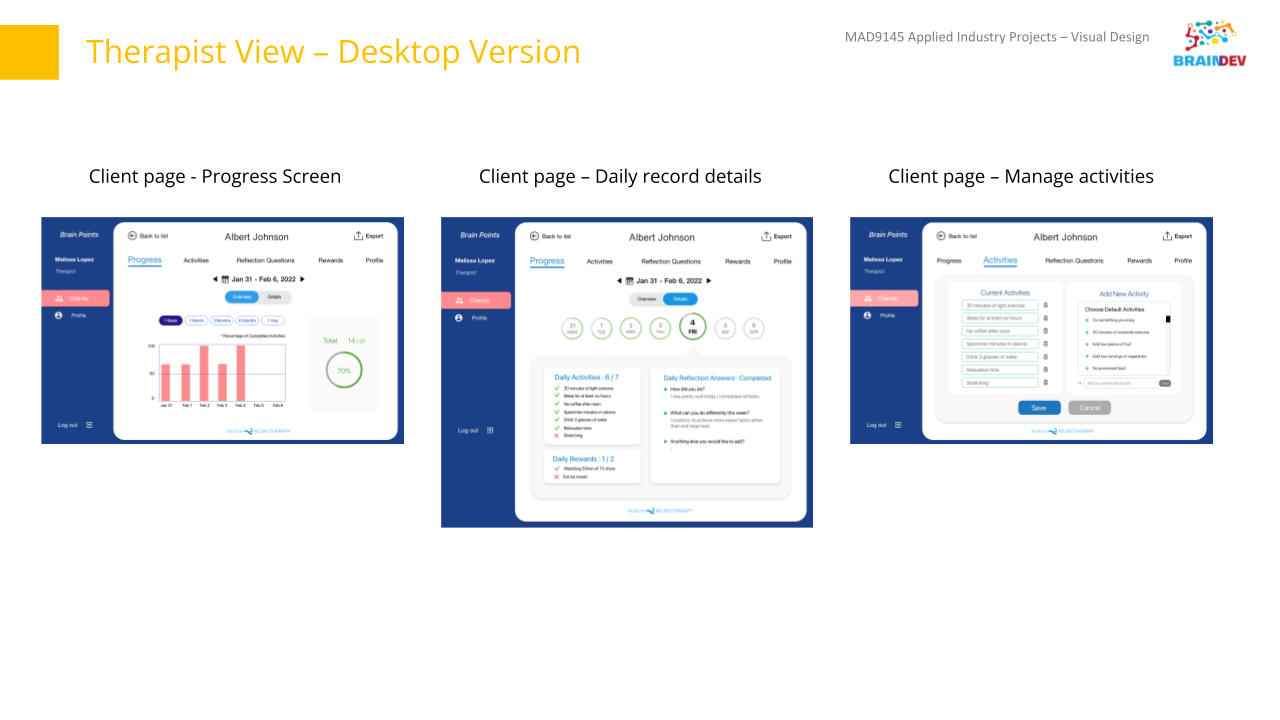 Therapist View – Desktop Version
MAD9145 Applied Industry Projects – Visual Design
BRAINDEV
Client page - Progress Screen
Brain Points
Melissa Lopez
Therapist
Clients
Profile
Log out
Back to list
Albert Johnson
Export
Progress
Activities
Reflection Questions
Rewards
Profile
Jan 31 - Feb 6, 2022
Overview
Details
1 Week
1 Month
3 Months
6 Months
1 Year
* Percentage of Completed Activities
100
50
0
Jan 31
Feb 1
Feb 2
Feb 3
Feb 4
Feb 5
Feb 6
Total 14 / 20
70%
RENEW NEUROTHERAPY
Client page – Daily record details
Brain Points
Melissa Lopez
Therapist
Clients
Profile
Log out
Back to list
Albert Johnson
Export
Progress
Activities
Reflection Questions
Rewards
Profile
Jan 31 - Feb 6, 2022
Overview
Details
31 MON
1 TUE
2 WED
3 THU
4 FRI
5 SAT
6 SUN
Daily Activities : 6 / 7
30 minutes of light exercise
Sleep for at least six hours
No coffee after noon
Spend ten minutes in silence
Drink 3 glasses of water
Relaxation time
Stretching
Daily Rewards : 1 / 2
Watching 30min of TV show
Eat ice cream
Daily Reflection Answers : Completed
How did you do?
I was pretty well today. I completed all tasks.
What can you do differently this week?
I would try to achieve more easier tasks rather
than one large task.
Anything else you would like to add?
-
RENEW NEUROTHERAPY
Client page – Manage activities
Brain Points
Melissa Lopez
Therapist
Clients
Profile
Log out
Back to list
Albert Johnson
Export
Progress
Activities
Reflection Questions
Rewards
Profile
Current Activities
30 minutes of light exercise
Sleep for at least six hours
No coffee after noon
Spend ten minutes in silence
Drink 3 glasses of water
Relaxation time
Stretching
Add New Activity
Choose Default Activities
Do something you enjoy
30 minutes of moderate exercise
Add two pieces of fruit
Add two servings of vegetables
No processed food
Save
Cancel
RENEW NEUROTHERAPY